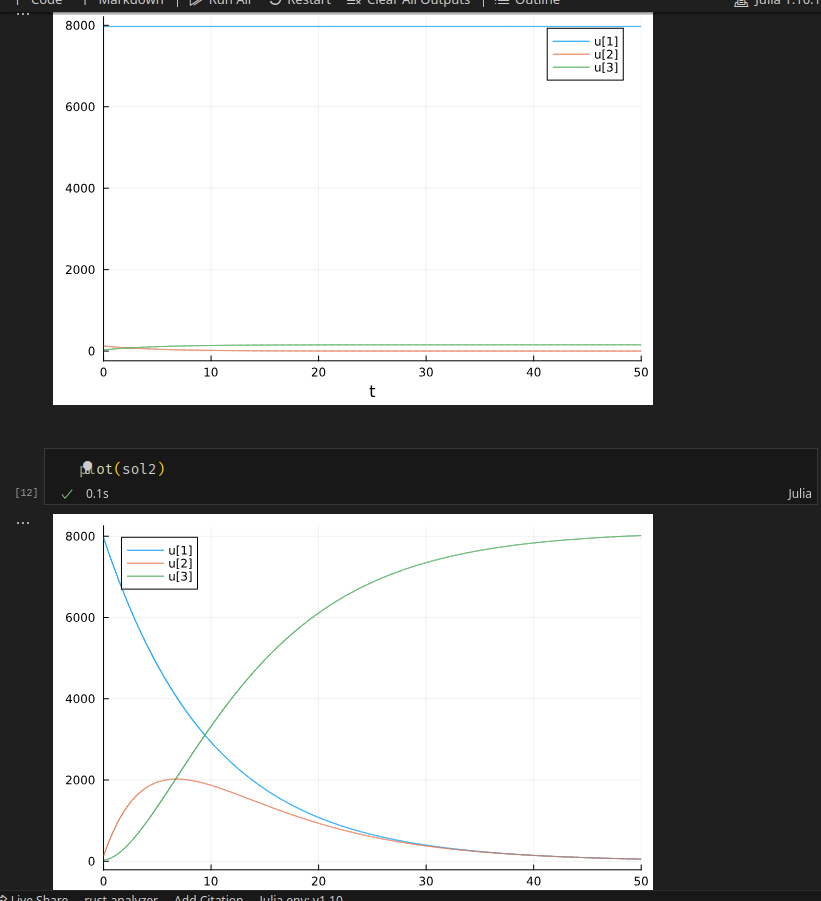 Code Markdown Run All Restart Clear All Outputs Outline Julia 1.10.1
...
8000
6000
4000
2000
0
u[1]
u[2]
u[3]
0 10 20 30 40 50
t
plot(sol2)
[12] 0.1s Julia
...
8000
6000
4000
2000
0
u[1]
u[2]
u[3]
0 10 20 30 40 50
Live Share rust-analyzer Add Citation Julia env: v1.10